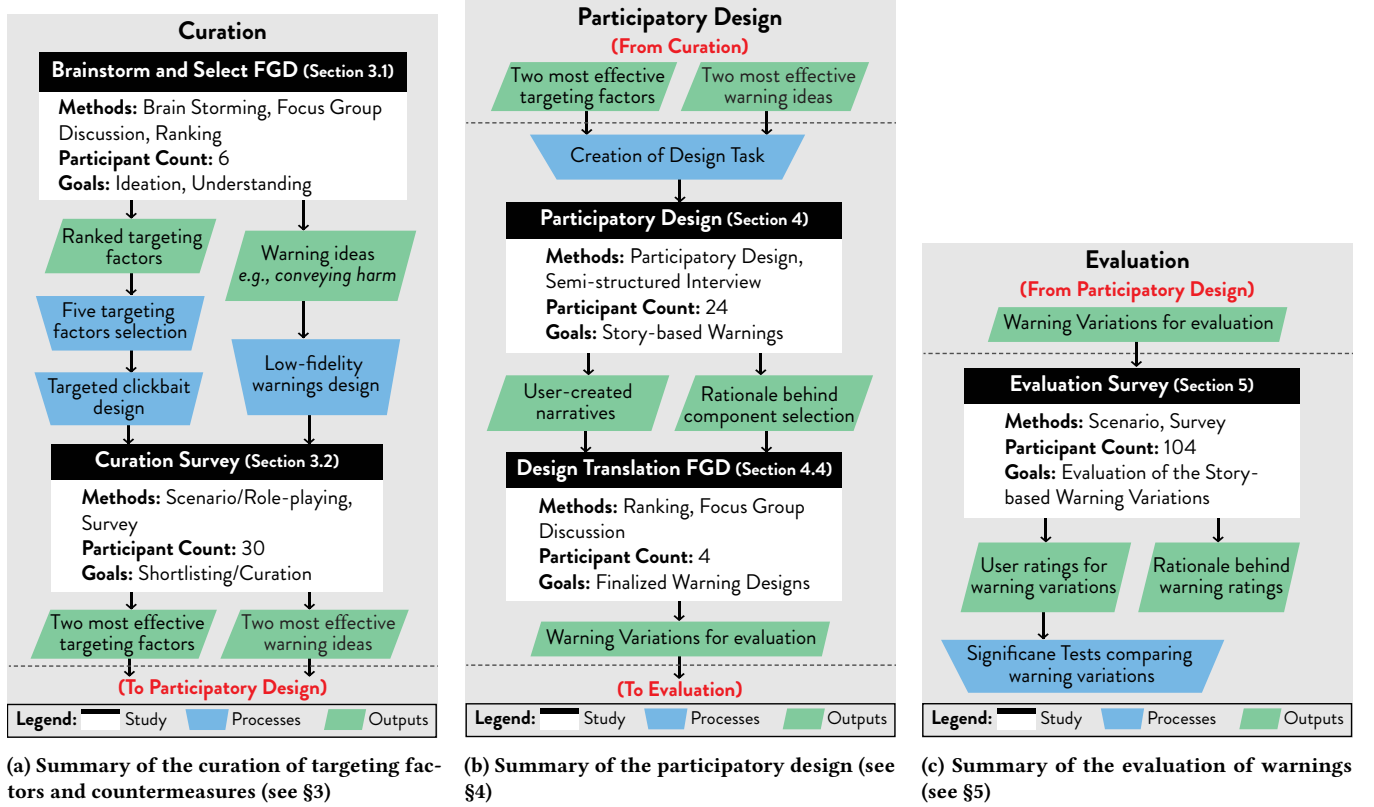 Curation
Brainstorm and Select FGD (Section 3.1)
Methods: Brain Storming, Focus Group
Discussion, Ranking
Participant Count: 6
Goals: Ideation, Understanding
Ranked targeting
factors
Warning ideas
e.g., conveying harm
Five targeting
factors selection
Low-fidelity
warnings design
Targeted clickbait
design
Curation Survey (Section 3.2)
Methods: Scenario/Role-playing,
Survey
Participant Count: 30
Goals: Shortlisting/Curation
Two most effective
targeting factors
Two most effective
warning ideas
(To Participatory Design)
Legend: Study Processes Outputs
(a) Summary of the curation of targeting fac-
tors and countermeasures (see §3)
Participatory Design
(From Curation)
Two most effective
targeting factors
Two most effective
warning ideas
Creation of Design Task
Participatory Design (Section 4)
Methods: Participatory Design,
Semi-structured Interview
Participant Count: 24
Goals: Story-based Warnings
User-created
narratives
Rationale behind
component selection
Design Translation FGD (Section 4.4)
Methods: Ranking, Focus Group
Discussion
Participant Count: 4
Goals: Finalized Warning Designs
Warning Variations for evaluation
(To Evaluation)
Legend: Study Processes Outputs
(b) Summary of the participatory design (see
§4)
Evaluation
(From Participatory Design)
Warning Variations for evaluation
Evaluation Survey (Section 5)
Methods: Scenario, Survey
Participant Count: 104
Goals: Evaluation of the Story-
based Warning Variations
User ratings for
warning variations
Rationale behind
warning ratings
Significane Tests comparing
warning variations
Legend: Study Processes Outputs
(c) Summary of the evaluation of warnings
(see §5)